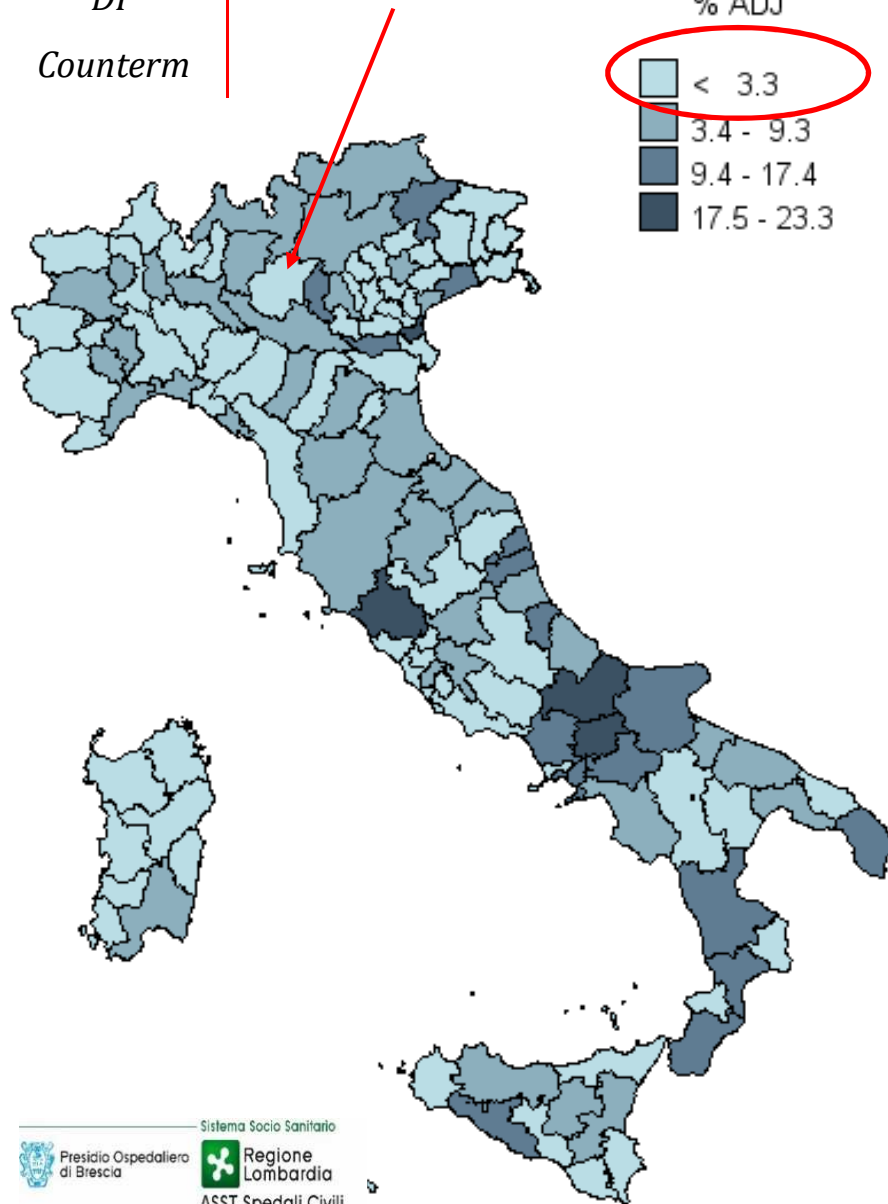 DI
Counterm
% ADJ
< 3.3
3.4 - 9.3
9.4 - 17.4
17.5 - 23.3
Sistema Socio Sanitario
Presidio Ospedaliero
di Brescia
Regione
Lombardia
ASST Spedali Civili